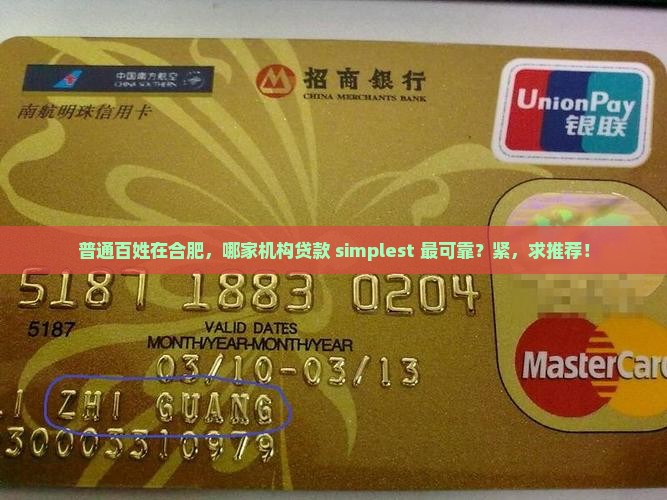 中国南方航空
CHINA SOUTHERN
南航明珠信用卡
招商银行
CHINA MERCHANTS BANK
UnionPay
银联
普通百姓在合肥，哪家机构贷款 simplest 最可靠？紧，求推荐！
5187 1883 0204
5187
VALID DATES
MONTH/YEAR-MONTH/YEAR
03/10-03/13
LI ZHI GUANG
30003310979
MasterCard